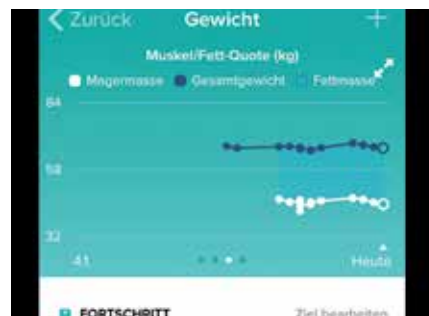 Zurück Gewicht +
Muskel/Fett-Quote (kg)
Magermasse Gesamtgewicht Fettmasse
84
58
32
41 Heute
FORTSCHRITT Ziel bearbeiten